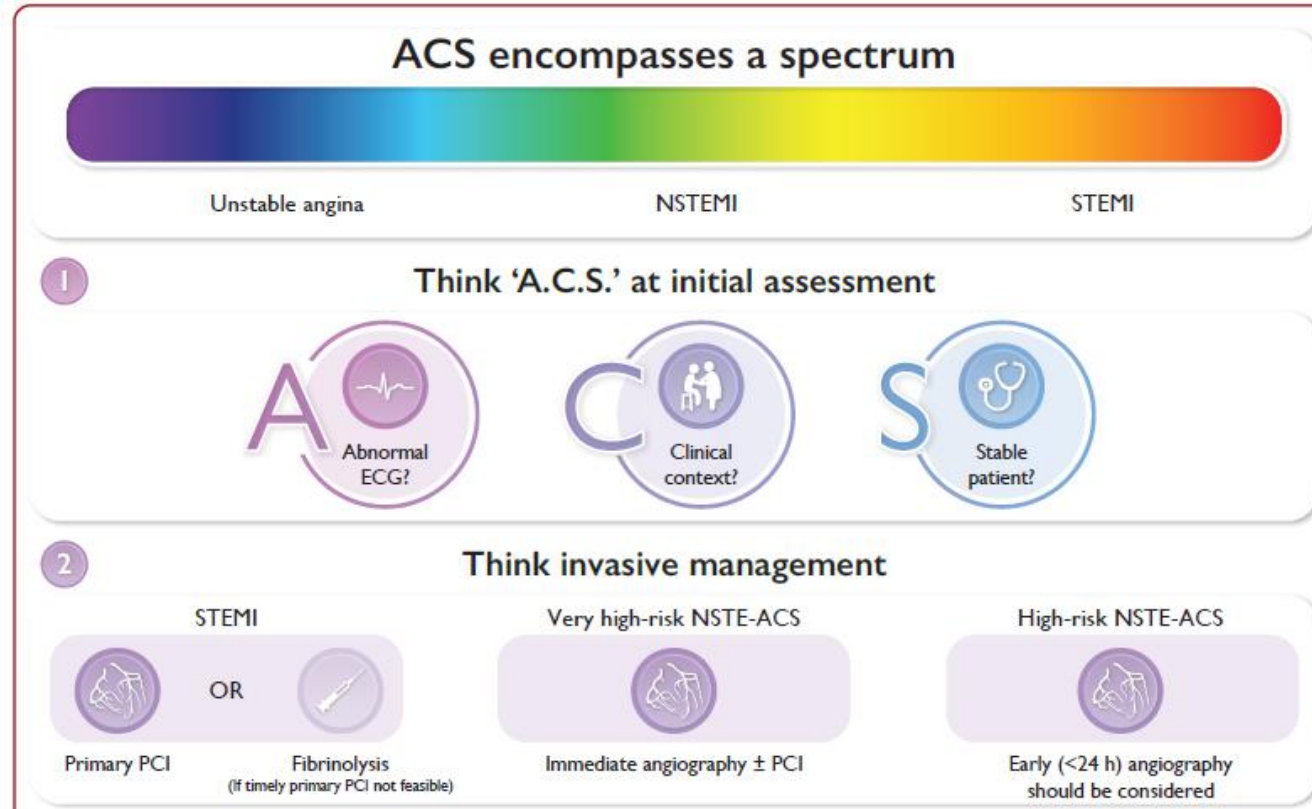 ACS encompasses a spectrum
Unstable angina
NSTEMI
STEMI
1
Think ‘A.C.S.’ at initial assessment
A
Abnormal
ECG?
C
Clinical
context?
S
Stable
patient?
2
Think invasive management
STEMI
OR
Primary PCI
Fibrinolysis
(If timely primary PCI not feasible)
Very high-risk NSTE-ACS
Immediate angiography ± PCI
High-risk NSTE-ACS
Early (<24 h) angiography
should be considered